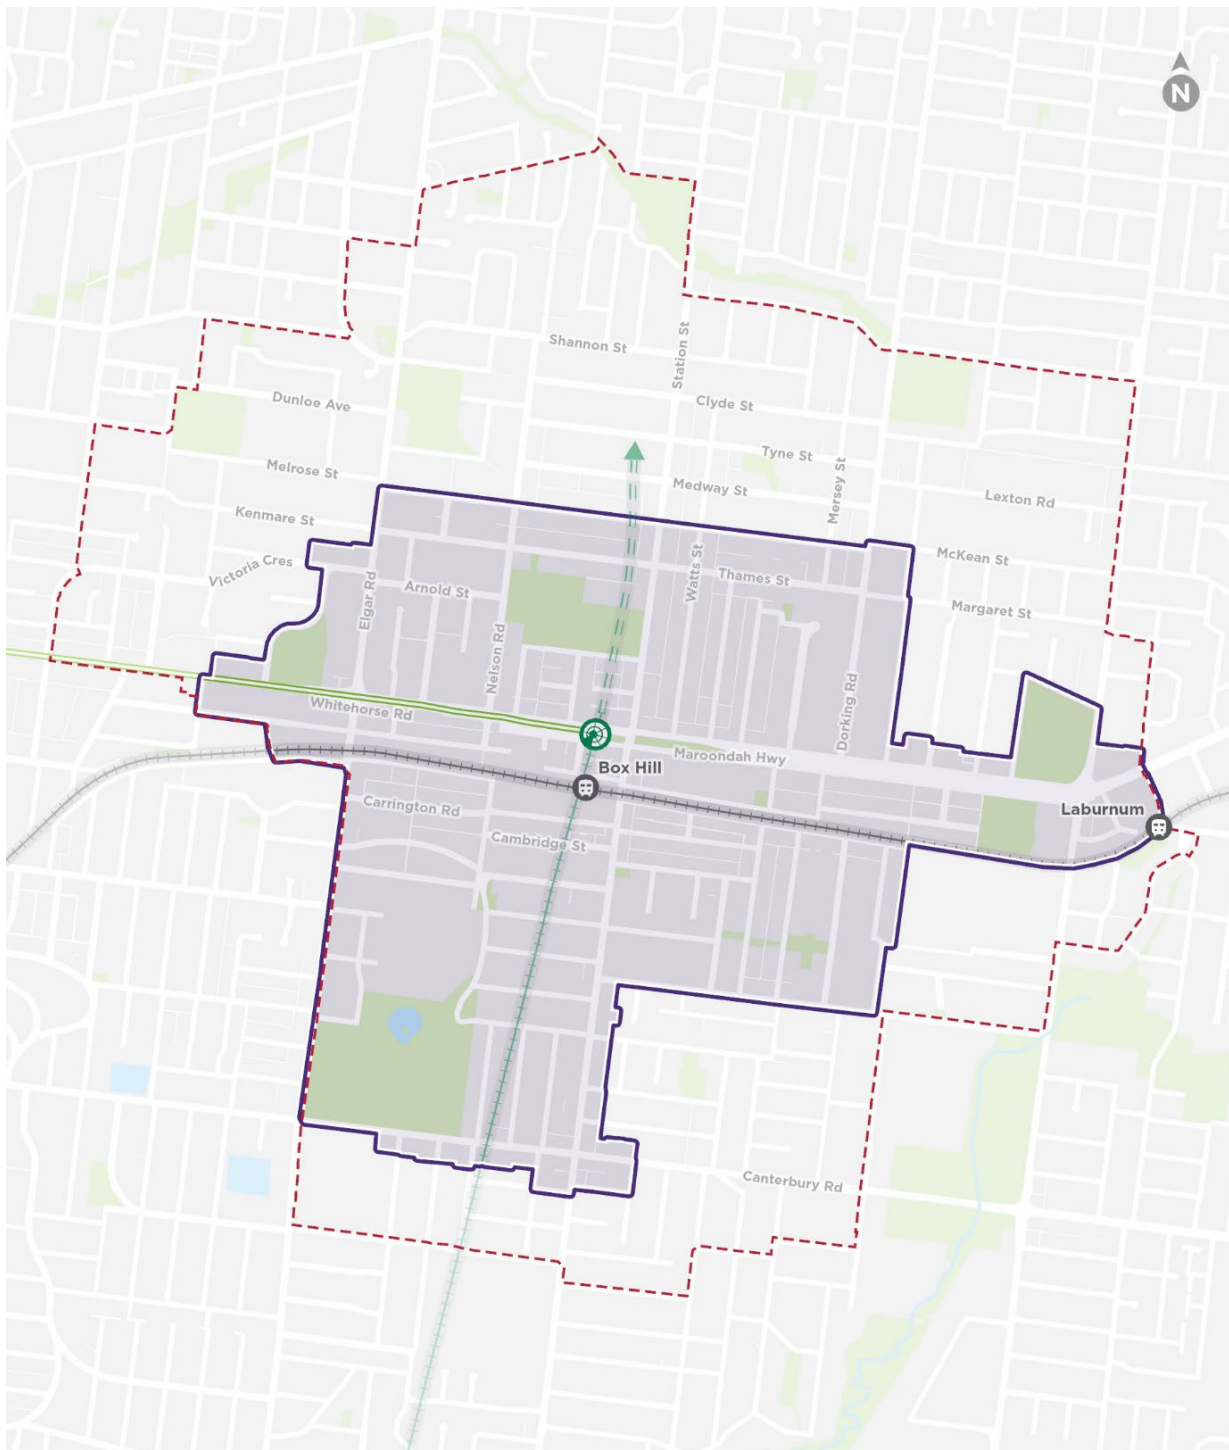 N
Shannon St
Station St
Dunloe Ave
Clyde St
Tyne St
Melrose St
Medway St
Mersey St
Lexton Rd
Kenmare St
McKean St
Victoria Cres
Watts St
Thames St
Elgar Rd
Arnold St
Margaret St
Nelson Rd
Dorking Rd
Whitehorse Rd
Maroondah Hwy
Box Hill
Carrington Rd
Laburnum
Cambridge St
Canterbury Rd